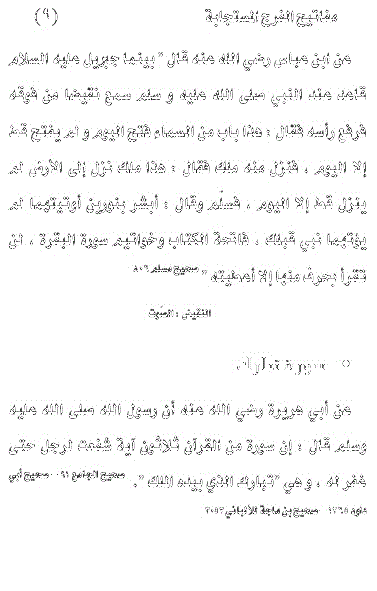 مفاتيح الفرج المستجابة (٩)
عن ابن عباس رضي الله عنه قال " بينما جبريل عليه السلام
قاعد عند النبي صلى الله عليه و سلم سمع نقيضا من فوقه
فرفع رأسه فقال : هذا باب من السماء فتح اليوم و لم يفتح قط
إلا اليوم ، فنزل منه ملك فقال : هذا ملك نزل إلى الأرض لم
ينزل قط إلا اليوم ، فسلم وقال : أبشر بنورين أوتيتهما لم
يؤتهما نبي قبلك ، فاتحة الكتاب وخواتيم سورة البقرة ، لن
تقرأ بحرف منها إلا أعطيته " صحيح مسلم ٨٠٦
النقيض : الصوت
○ سورة تبارك
عن أبي هريرة رضي الله عنه أن رسول الله صلى الله عليه
وسلم قال : إن سورة من القرآن ثلاثون آية شفعت لرجل حتى
غفر له ، و هي "تبارك الذي بيده الملك ". صحيح الجامع ٢٠٩١ - صحيح أبي
داود ١٢٦٥ - صحيح بن ماجة للألباني ٣٠٥٣